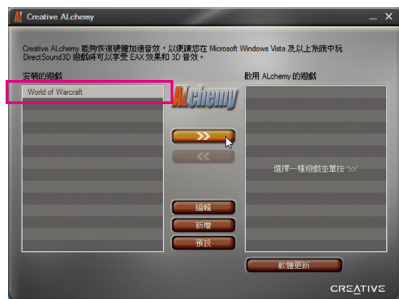 Creative ALchemy
Creative ALchemy 能夠恢復硬體加速音效，以便讓您在 Microsoft Windows Vista 及以上系統中玩
DirectSound3D 遊戲時可以享受 EAX 效果和 3D 音效。
安裝的遊戲
啟用 ALchemy 的遊戲
World of Warcraft
ALchemy
>>
<<
選擇一種遊戲並單按 '>>'
編輯
新增
預設
軟體更新
CREATIVE